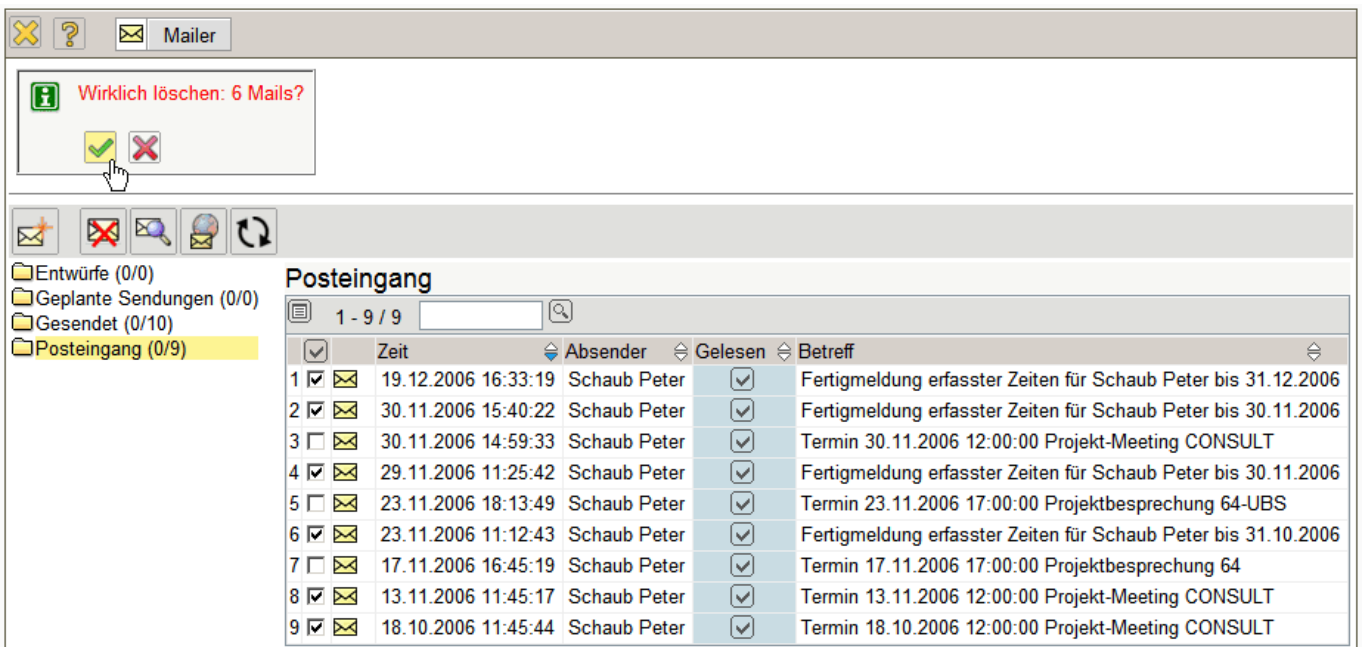 Mailer
Wirklich löschen: 6 Mails?
Entwürfe (0/0)
Geplante Sendungen (0/0)
Gesendet (0/10)
Posteingang (0/9)
Posteingang
1 - 9 / 9
Zeit Absender Gelesen Betreff
1 19.12.2006 16:33:19 Schaub Peter Fertigmeldung erfasster Zeiten für Schaub Peter bis 31.12.2006
2 30.11.2006 15:40:22 Schaub Peter Fertigmeldung erfasster Zeiten für Schaub Peter bis 30.11.2006
3 30.11.2006 14:59:33 Schaub Peter Termin 30.11.2006 12:00:00 Projekt-Meeting CONSULT
4 29.11.2006 11:25:42 Schaub Peter Fertigmeldung erfasster Zeiten für Schaub Peter bis 30.11.2006
5 23.11.2006 18:13:49 Schaub Peter Termin 23.11.2006 17:00:00 Projektbesprechung 64-UBS
6 23.11.2006 11:12:43 Schaub Peter Fertigmeldung erfasster Zeiten für Schaub Peter bis 31.10.2006
7 17.11.2006 16:45:19 Schaub Peter Termin 17.11.2006 17:00:00 Projektbesprechung 64
8 13.11.2006 11:45:17 Schaub Peter Termin 13.11.2006 12:00:00 Projekt-Meeting CONSULT
9 18.10.2006 11:45:44 Schaub Peter Termin 18.10.2006 12:00:00 Projekt-Meeting CONSULT